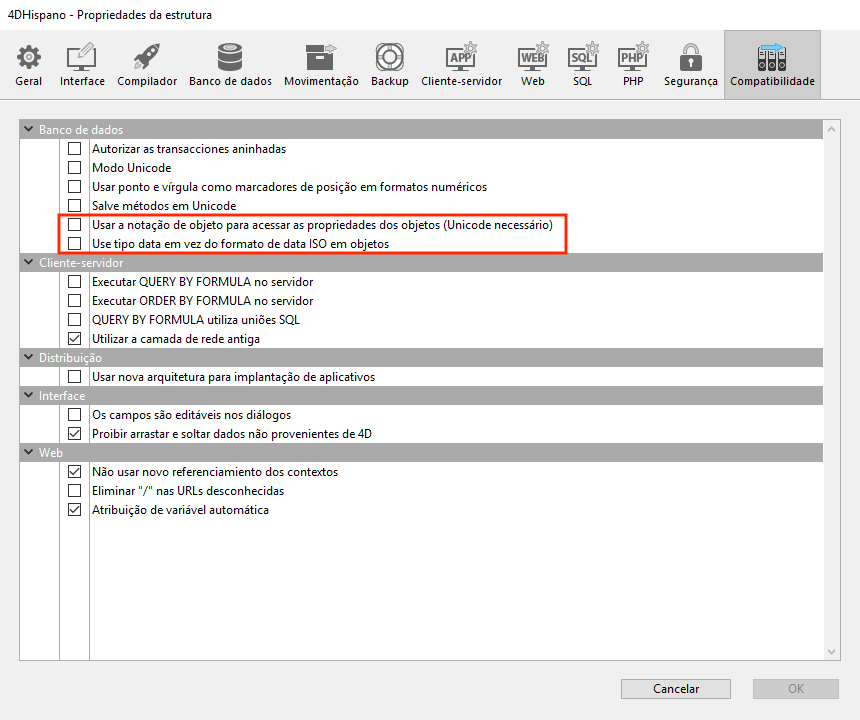 4DHispano - Propriedades da estrutura
APP WEB SQL PHP
Geral Interface Compilador Banco de dados Movimentação Backup Cliente-servidor Web SQL PHP Segurança Compatibilidade
Banco de dados
Autorizar as transacciones aninhadas
Modo Unicode
Usar ponto e vírgula como marcadores de posição em formatos numéricos
Salve métodos em Unicode
Usar a notação de objeto para acessar as propriedades dos objetos (Unicode necessário)
Use tipo data em vez do formato de data ISO em objetos
Cliente-servidor
Executar QUERY BY FORMULA no servidor
Executar ORDER BY FORMULA no servidor
QUERY BY FORMULA utiliza uniões SQL
Utilizar a camada de rede antiga
Distribuição
Usar nova arquitetura para implantação de aplicativos
Interface
Os campos são editáveis nos diálogos
Proibir arrastar e soltar dados não provenientes de 4D
Web
Não usar novo referenciamento dos contextos
Eliminar "/" nas URLs desconhecidas
Atribuição de variável automática
Cancelar OK